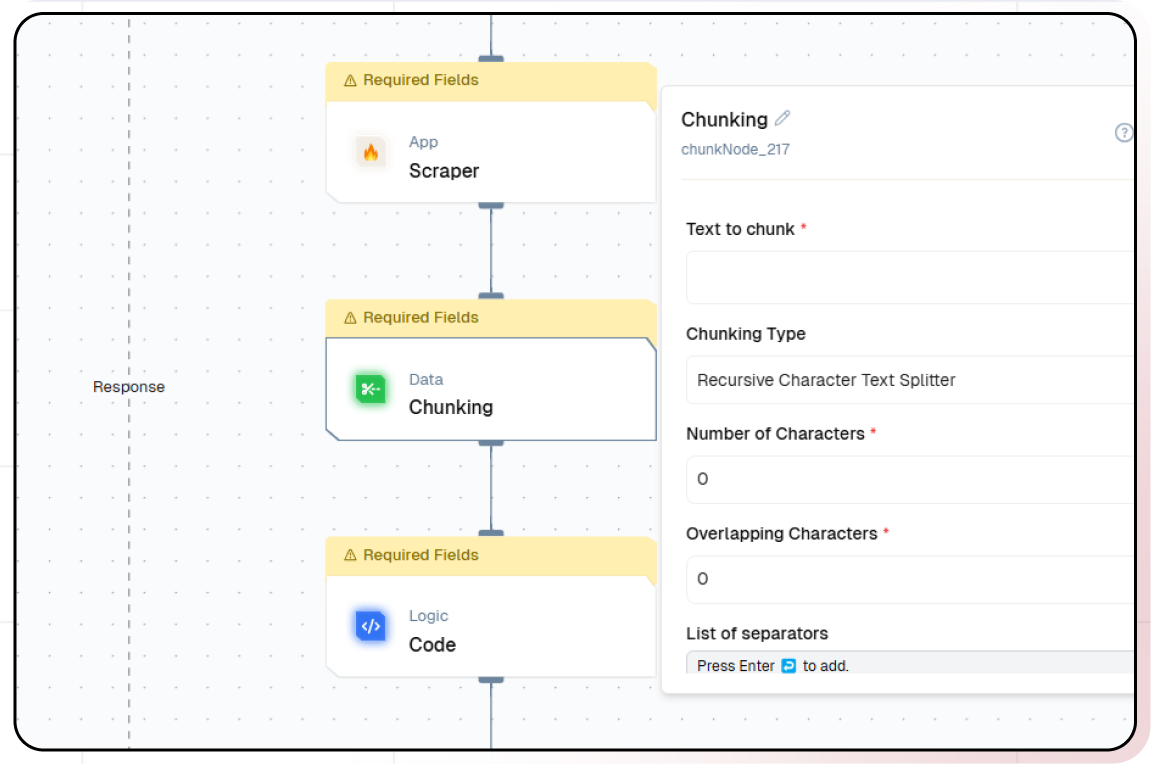 Required Fields
App
Scraper
Required Fields
Data
Chunking
Response
Required Fields
Logic
Code
Chunking
chunkNode_217
?
Text to chunk *
Chunking Type
Recursive Character Text Splitter
Number of Characters *
0
Overlapping Characters *
0
List of separators
Press Enter to add.